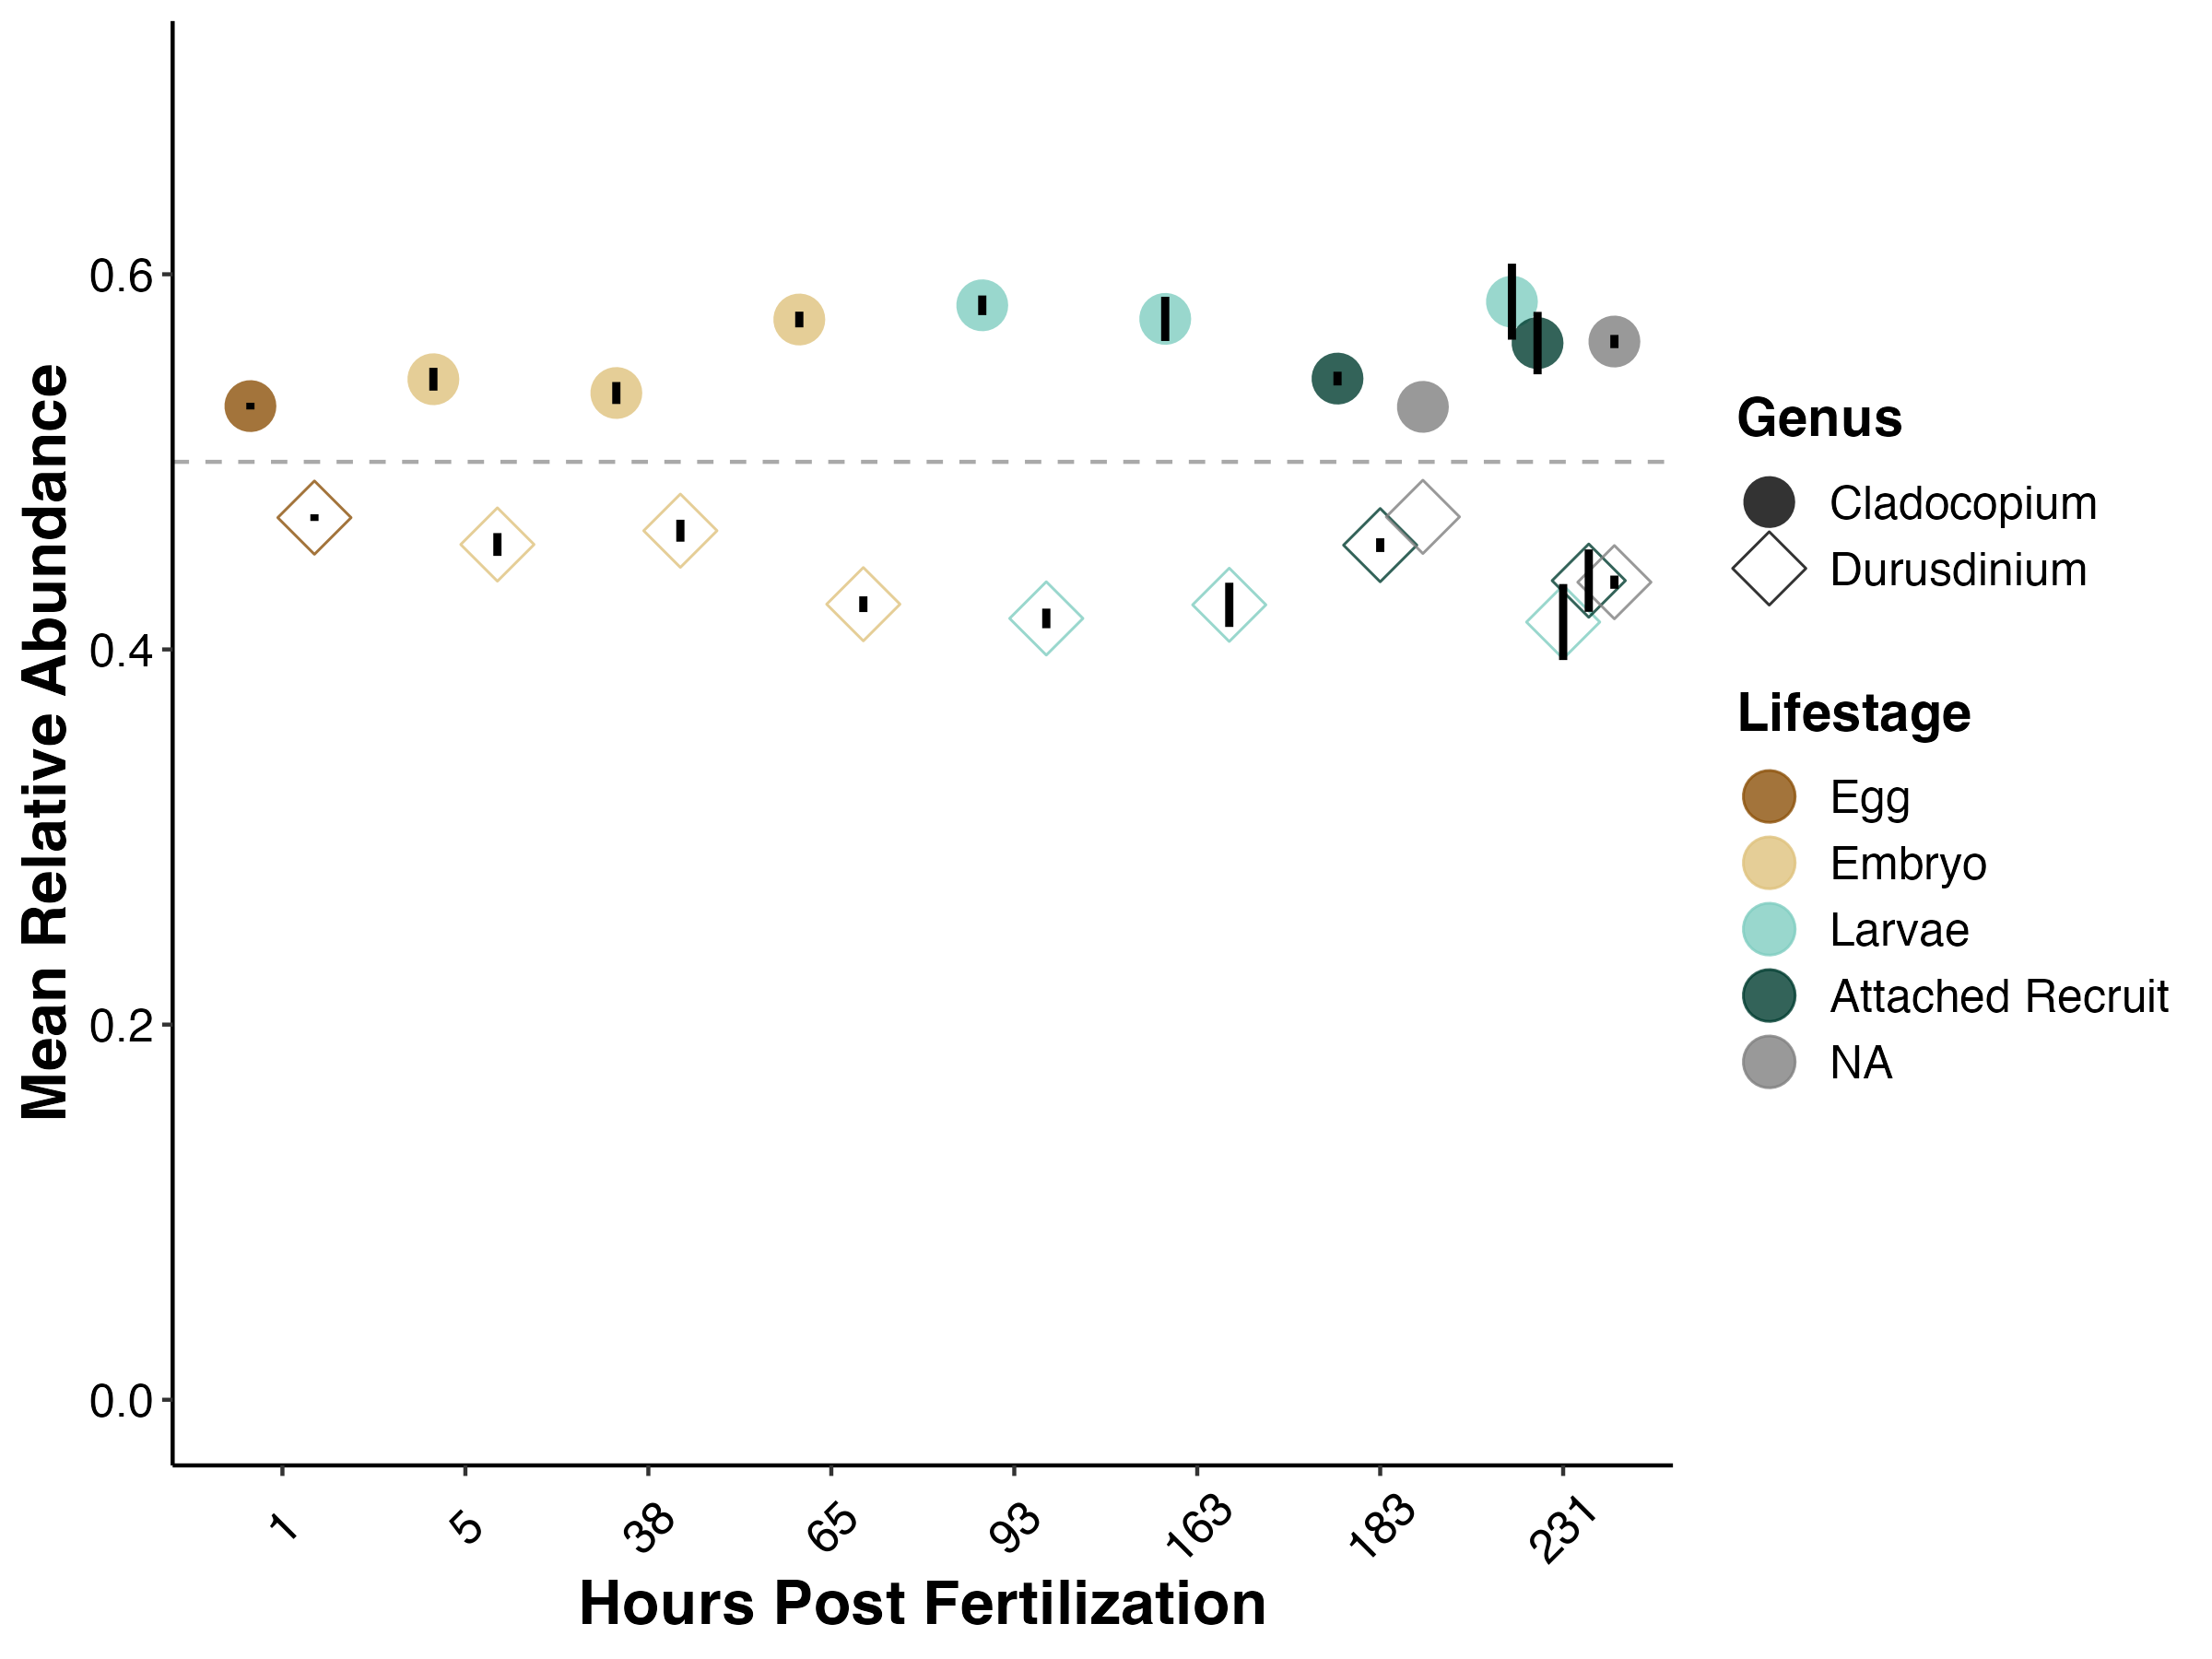 Mean Relative Abundance
0.6
0.4
0.2
0.0
1
5
38
65
93
163
183
231
Hours Post Fertilization
Genus
Cladocopium
Durusdinium
Lifestage
Egg
Embryo
Larvae
Attached Recruit
NA